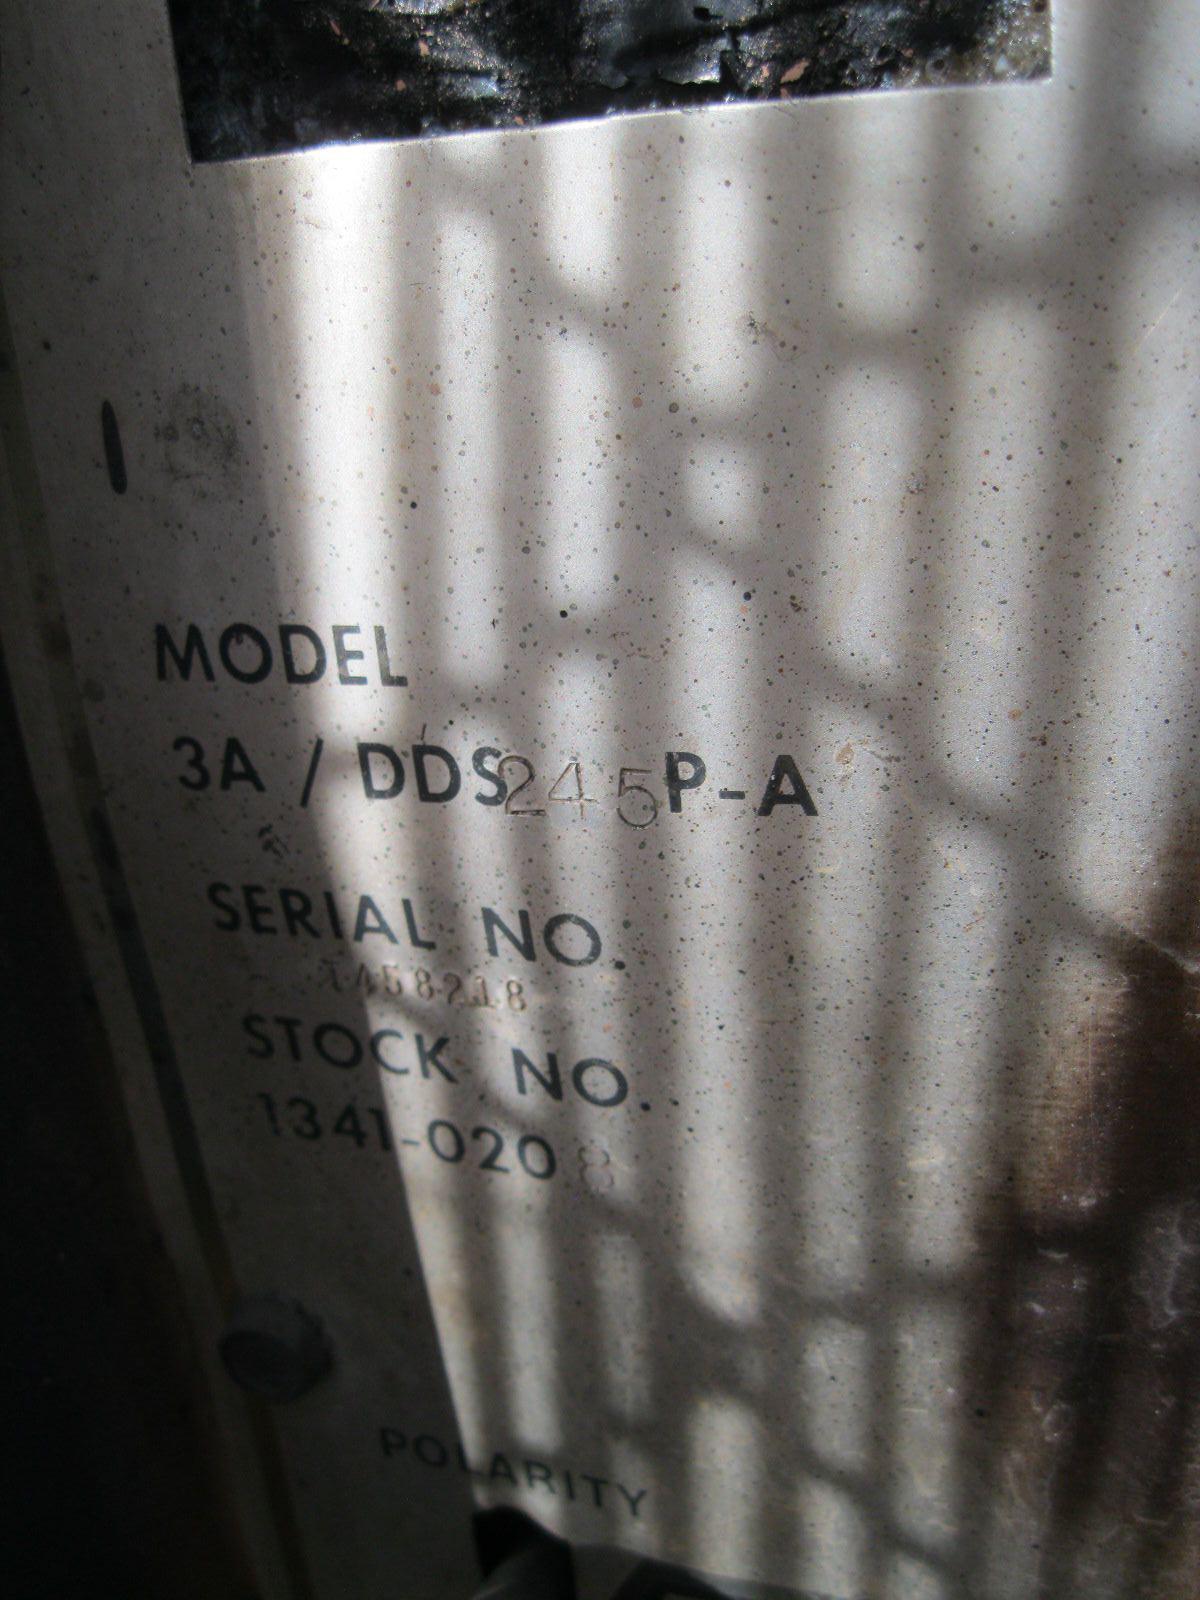 MODEL
3A / DDS245P-A
SERIAL NO.
STOCK NO.
1341-0208
POLARITY